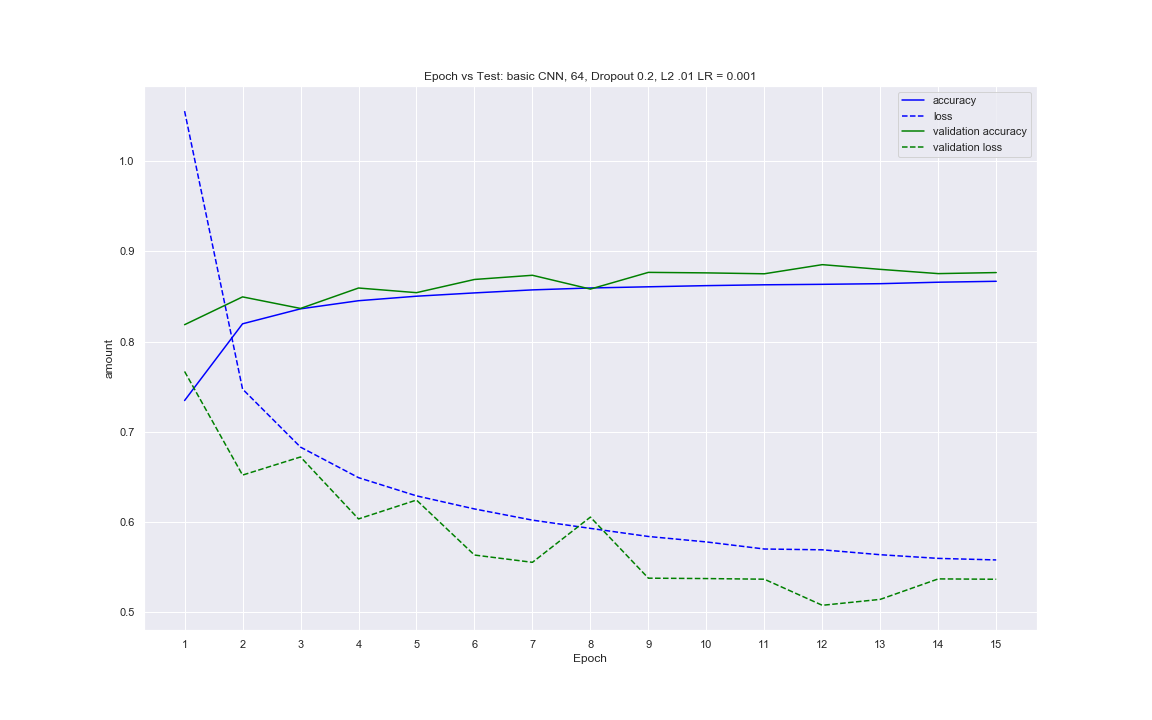 Epoch vs Test: basic CNN, 64, Dropout 0.2, L2 .01 LR = 0.001
accuracy
loss
validation accuracy
validation loss
1.0
0.9
0.8
0.7
0.6
0.5
amount
1 2 3 4 5 6 7 8 9 10 11 12 13 14 15
Epoch